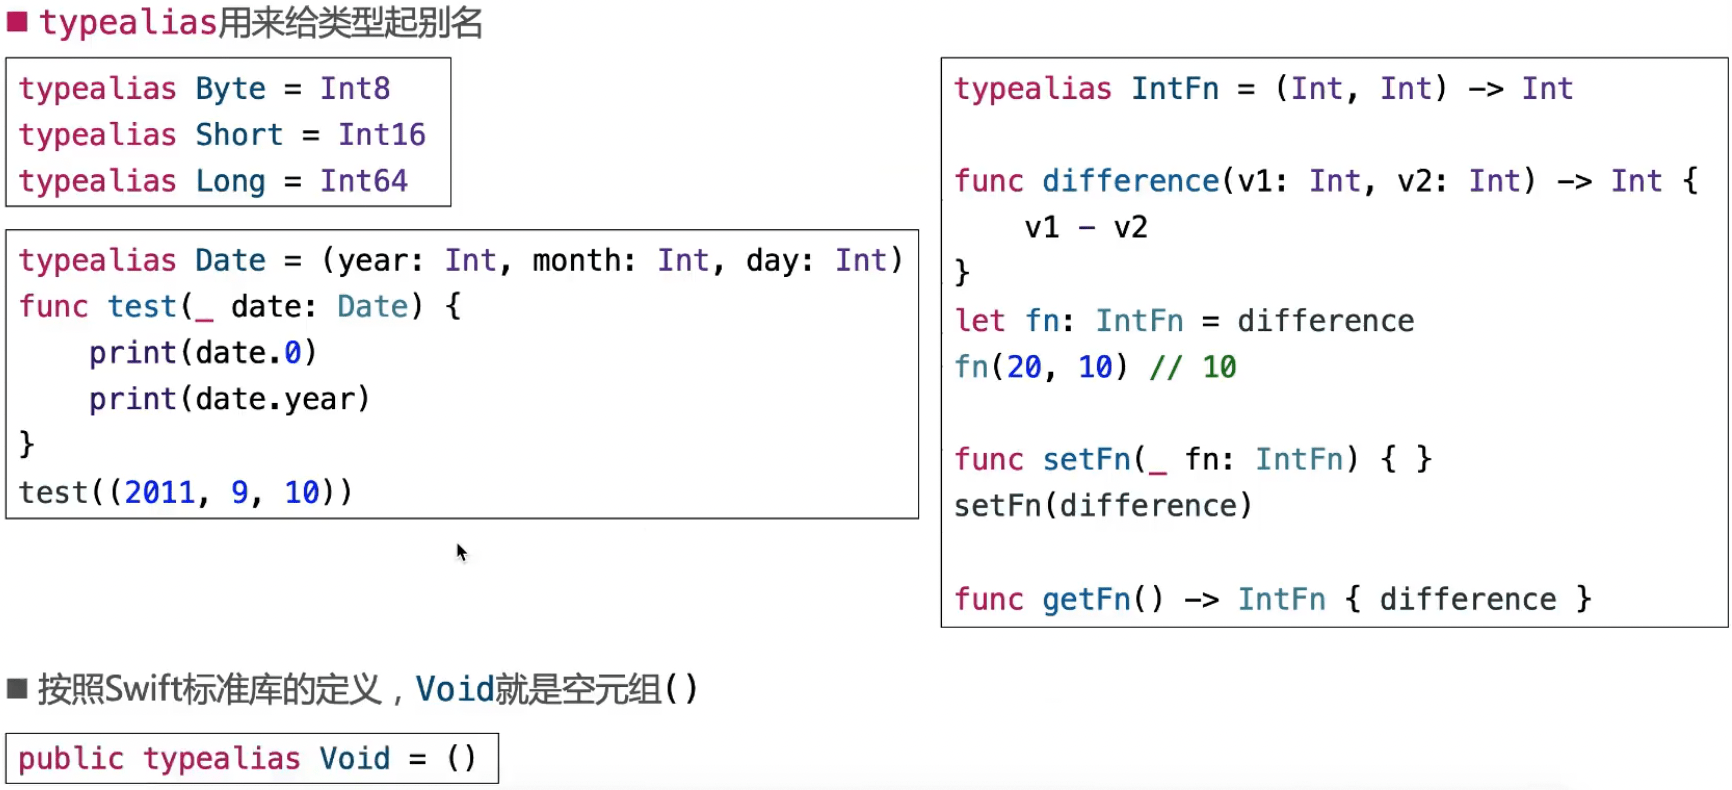 typealias用来给类型起别名
typealias Byte = Int8
typealias Short = Int16
typealias Long = Int64
typealias Date = (year: Int, month: Int, day: Int)
func test(_ date: Date) {
    print(date.0)
    print(date.year)
}
test((2011, 9, 10))
typealias IntFn = (Int, Int) -> Int
func difference(v1: Int, v2: Int) -> Int {
    v1 - v2
}
let fn: IntFn = difference
fn(20, 10) // 10
func setFn(_ fn: IntFn) { }
setFn(difference)
func getFn() -> IntFn { difference }
按照Swift标准库的定义，Void就是空元组()
public typealias Void = ()